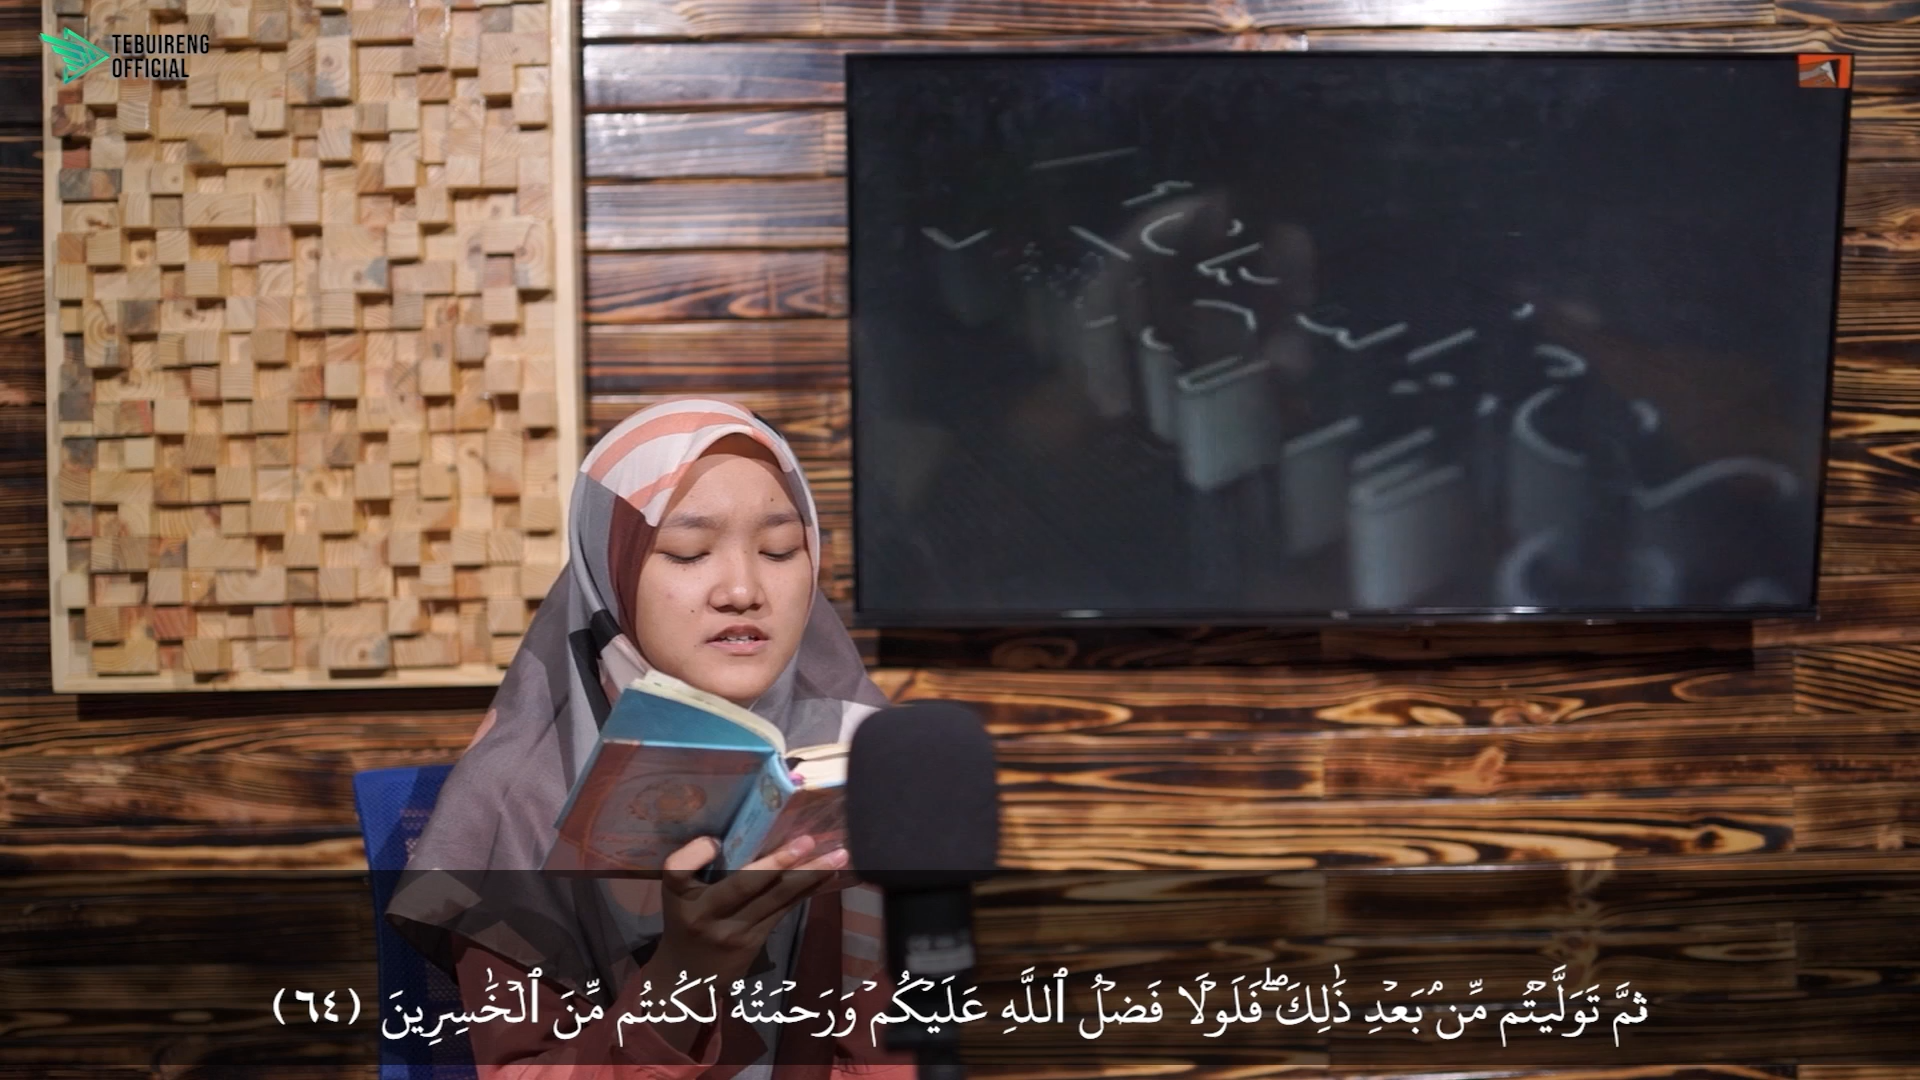 TEBUIRENG
OFFICIAL
ثُمَّ تَوَلَّيۡتُم مِّنۢ بَعۡدِ ذَٰلِكَۖ فَلَوۡلَا فَضۡلُ ٱللَّهِ عَلَيۡكُمۡ وَرَحۡمَتُهُۥ لَكُنتُم مِّنَ ٱلۡخَٰسِرِينَ (٦٤)